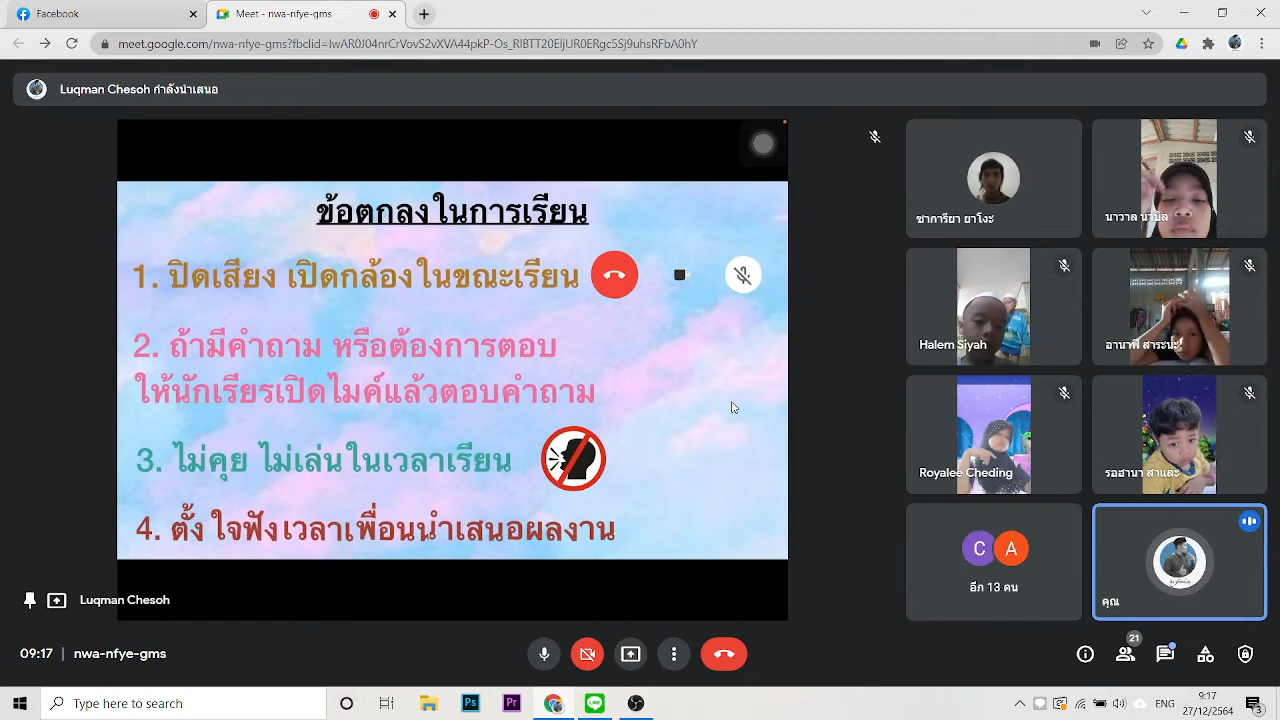 Facebook
Meet - nwa-nfye-gms
meet.google.com/nwa-nfye-gms?fbclid=IwAR0J04nrCrVovS2vXVA44pkP-Os_RlBTT20EljUR0ERgc5Sj9uhsRFbA0hY
Luqman Chesoh กำลังนำเสนอ
ข้อตกลงในการเรียน
1. ปิดเสียง เปิดกล้องในขณะเรียน
2. ถ้ามีคำถาม หรือต้องการตอบ
ให้นักเรียรเปิดไมค์แล้วตอบคำถาม
3. ไม่คุย ไม่เล่นในเวลาเรียน
4. ตั้งใจฟังเวลาเพื่อนนำเสนอผลงาน
Luqman Chesoh
ซาการียา ยาโงะ
นาวาล นาบิล
Halem Siyah
อานาฟี สาระนะ
Royalee Cheding
รอฮานา สาและ
C
A
อีก 13 คน
คุณ
09:17 | nwa-nfye-gms
21
Type here to search
Ps
Pr
LINE
ENG
09:17
27/12/2564
3